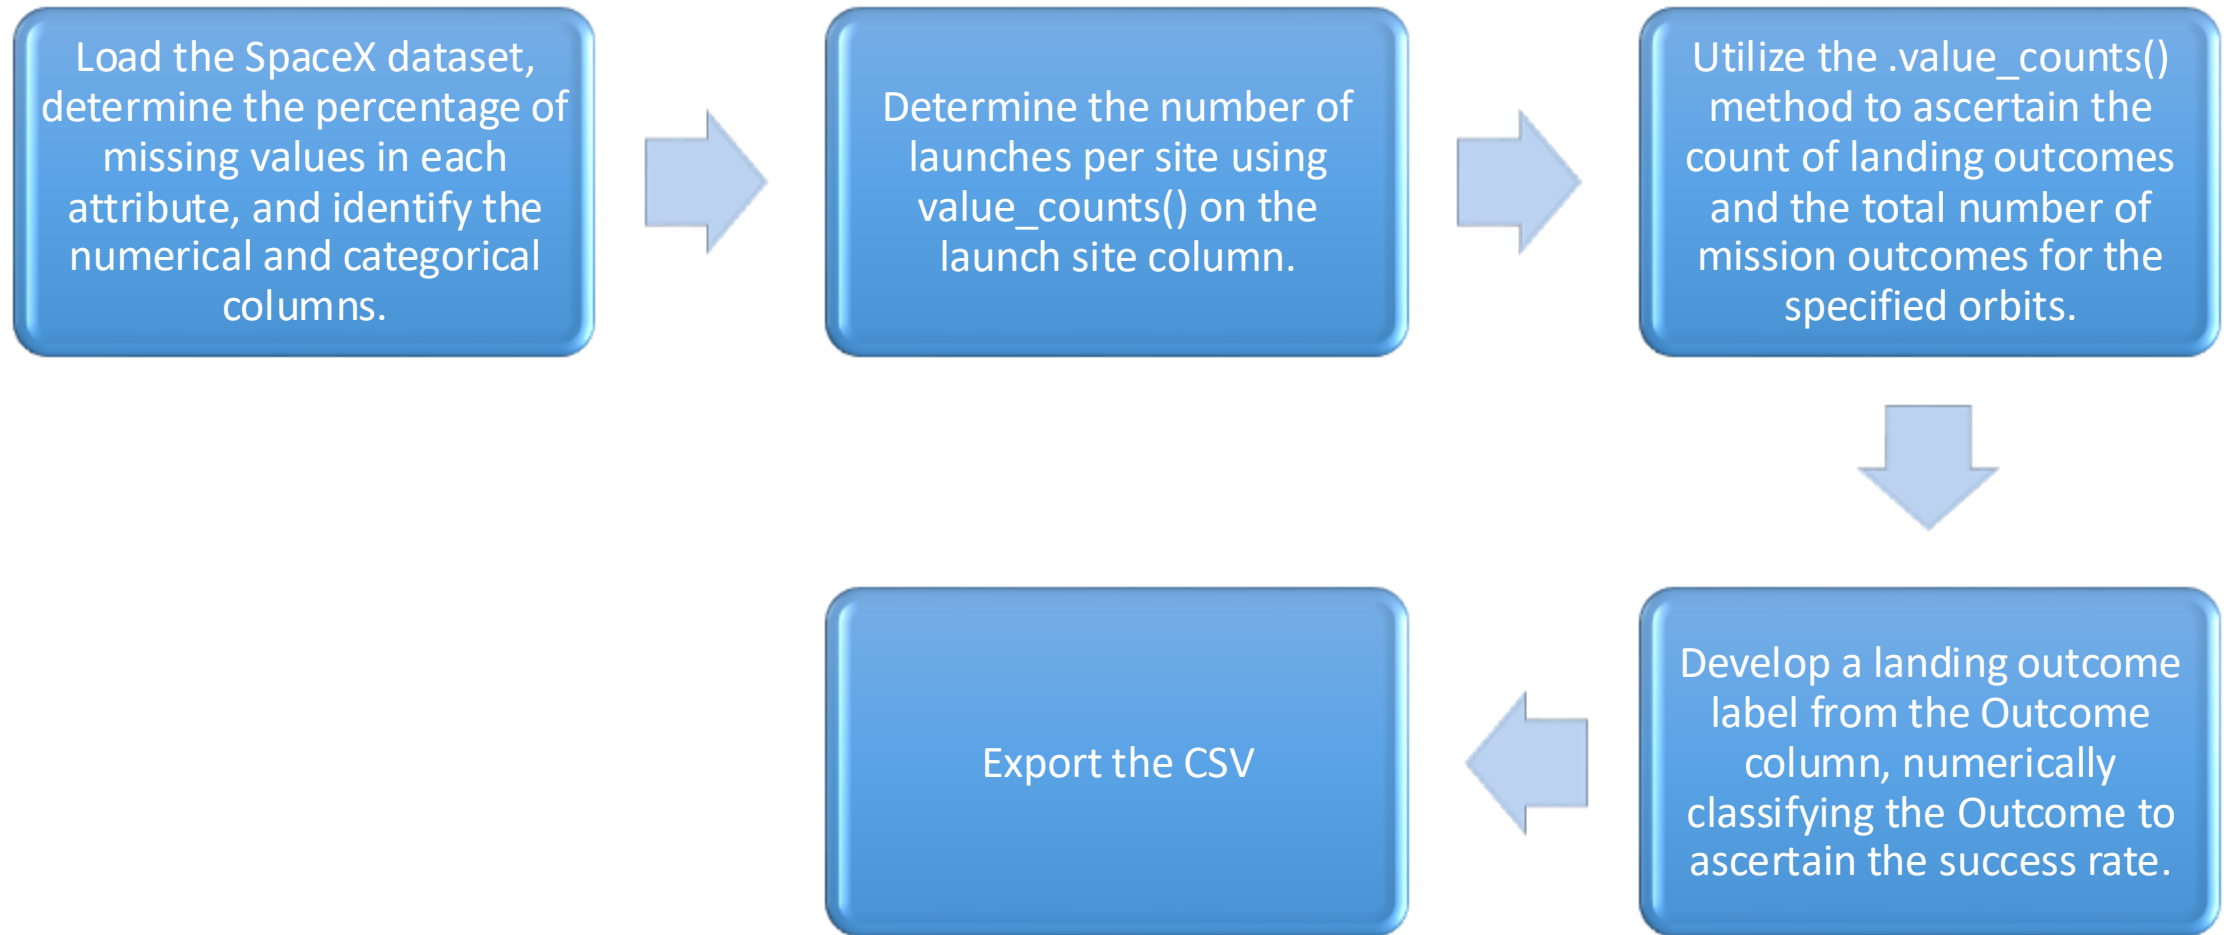 Load the SpaceX dataset,
determine the percentage of
missing values in each
attribute, and identify the
numerical and categorical
columns.
Determine the number of
launches per site using
value_counts() on the
launch site column.
Utilize the .value_counts()
method to ascertain the
count of landing outcomes
and the total number of
mission outcomes for the
specified orbits.
Develop a landing outcome
label from the Outcome
column, numerically
classifying the Outcome to
ascertain the success rate.
Export the CSV